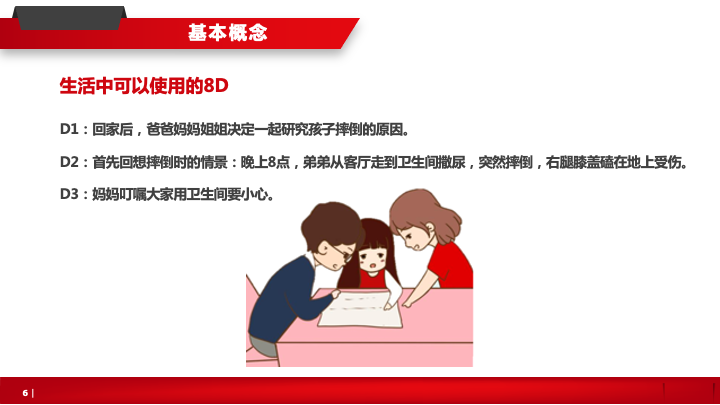 基本概念
生活中可以使用的8D
D1：回家后，爸爸妈妈姐姐决定一起研究孩子摔倒的原因。
D2：首先回想摔倒时的情景：晚上8点，弟弟从客厅走到卫生间撒尿，突然摔倒，右腿膝盖磕在地上受伤。
D3：妈妈叮嘱大家用卫生间要小心。
6 |